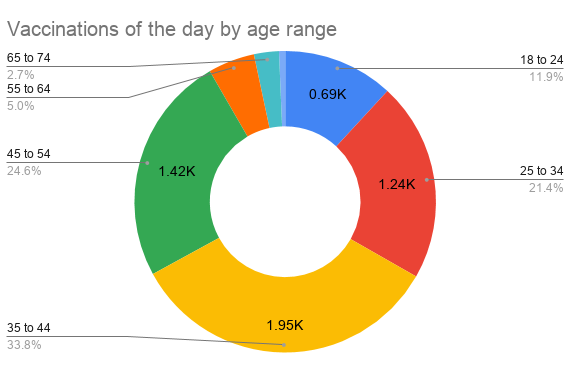 Vaccinations of the day by age range
65 to 74
2.7%
55 to 64
5.0%
45 to 54
24.6%
35 to 44
33.8%
18 to 24
11.9%
25 to 34
21.4%
0.69K
1.24K
1.42K
1.95K